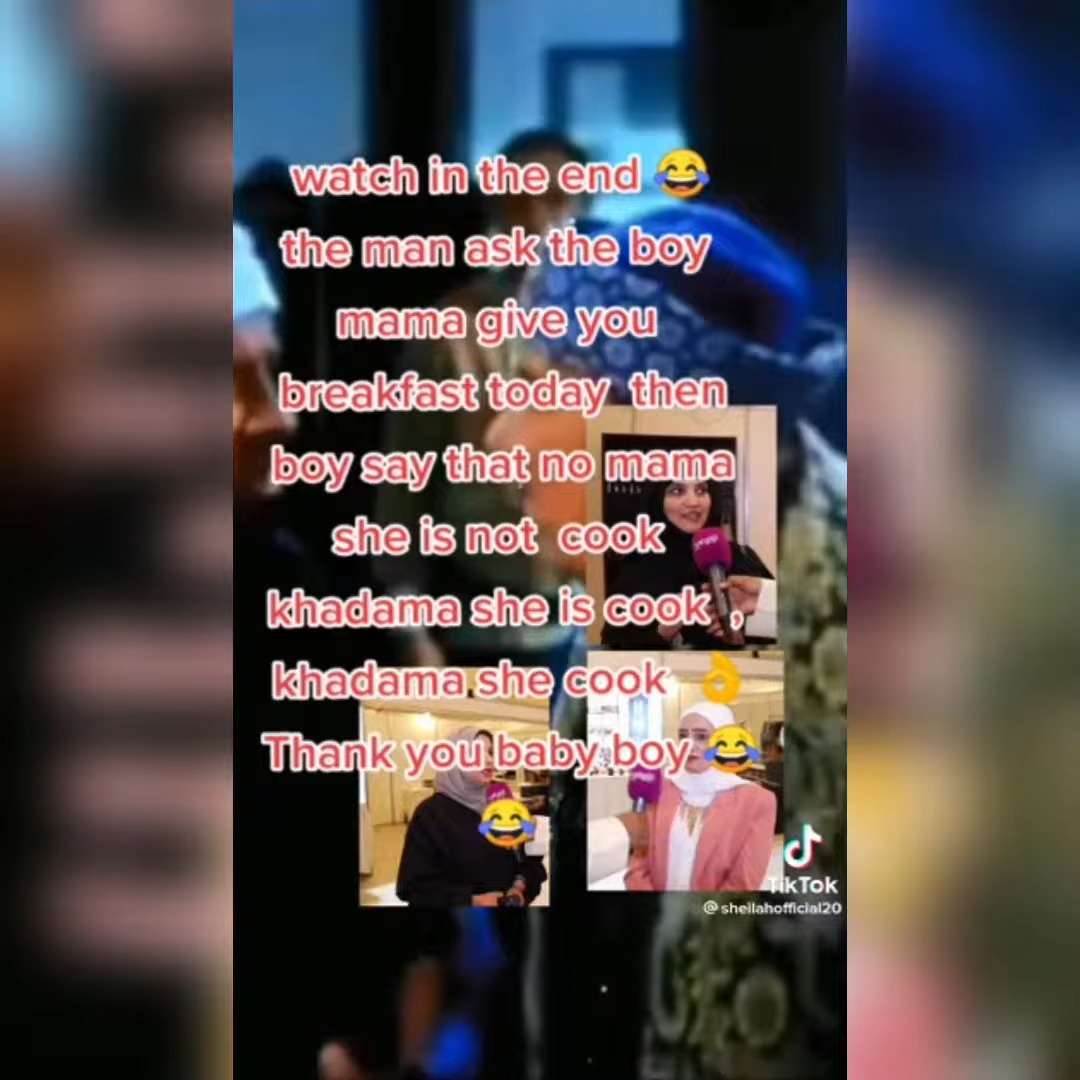 watch in the end 😂
the man ask the boy
mama give you
breakfast today then
boy say that no mama
she is not cook
khadama she is cook ,
khadama she cook 👌
Thank you baby boy 😂
😂
TikTok
@sheilahofficial20